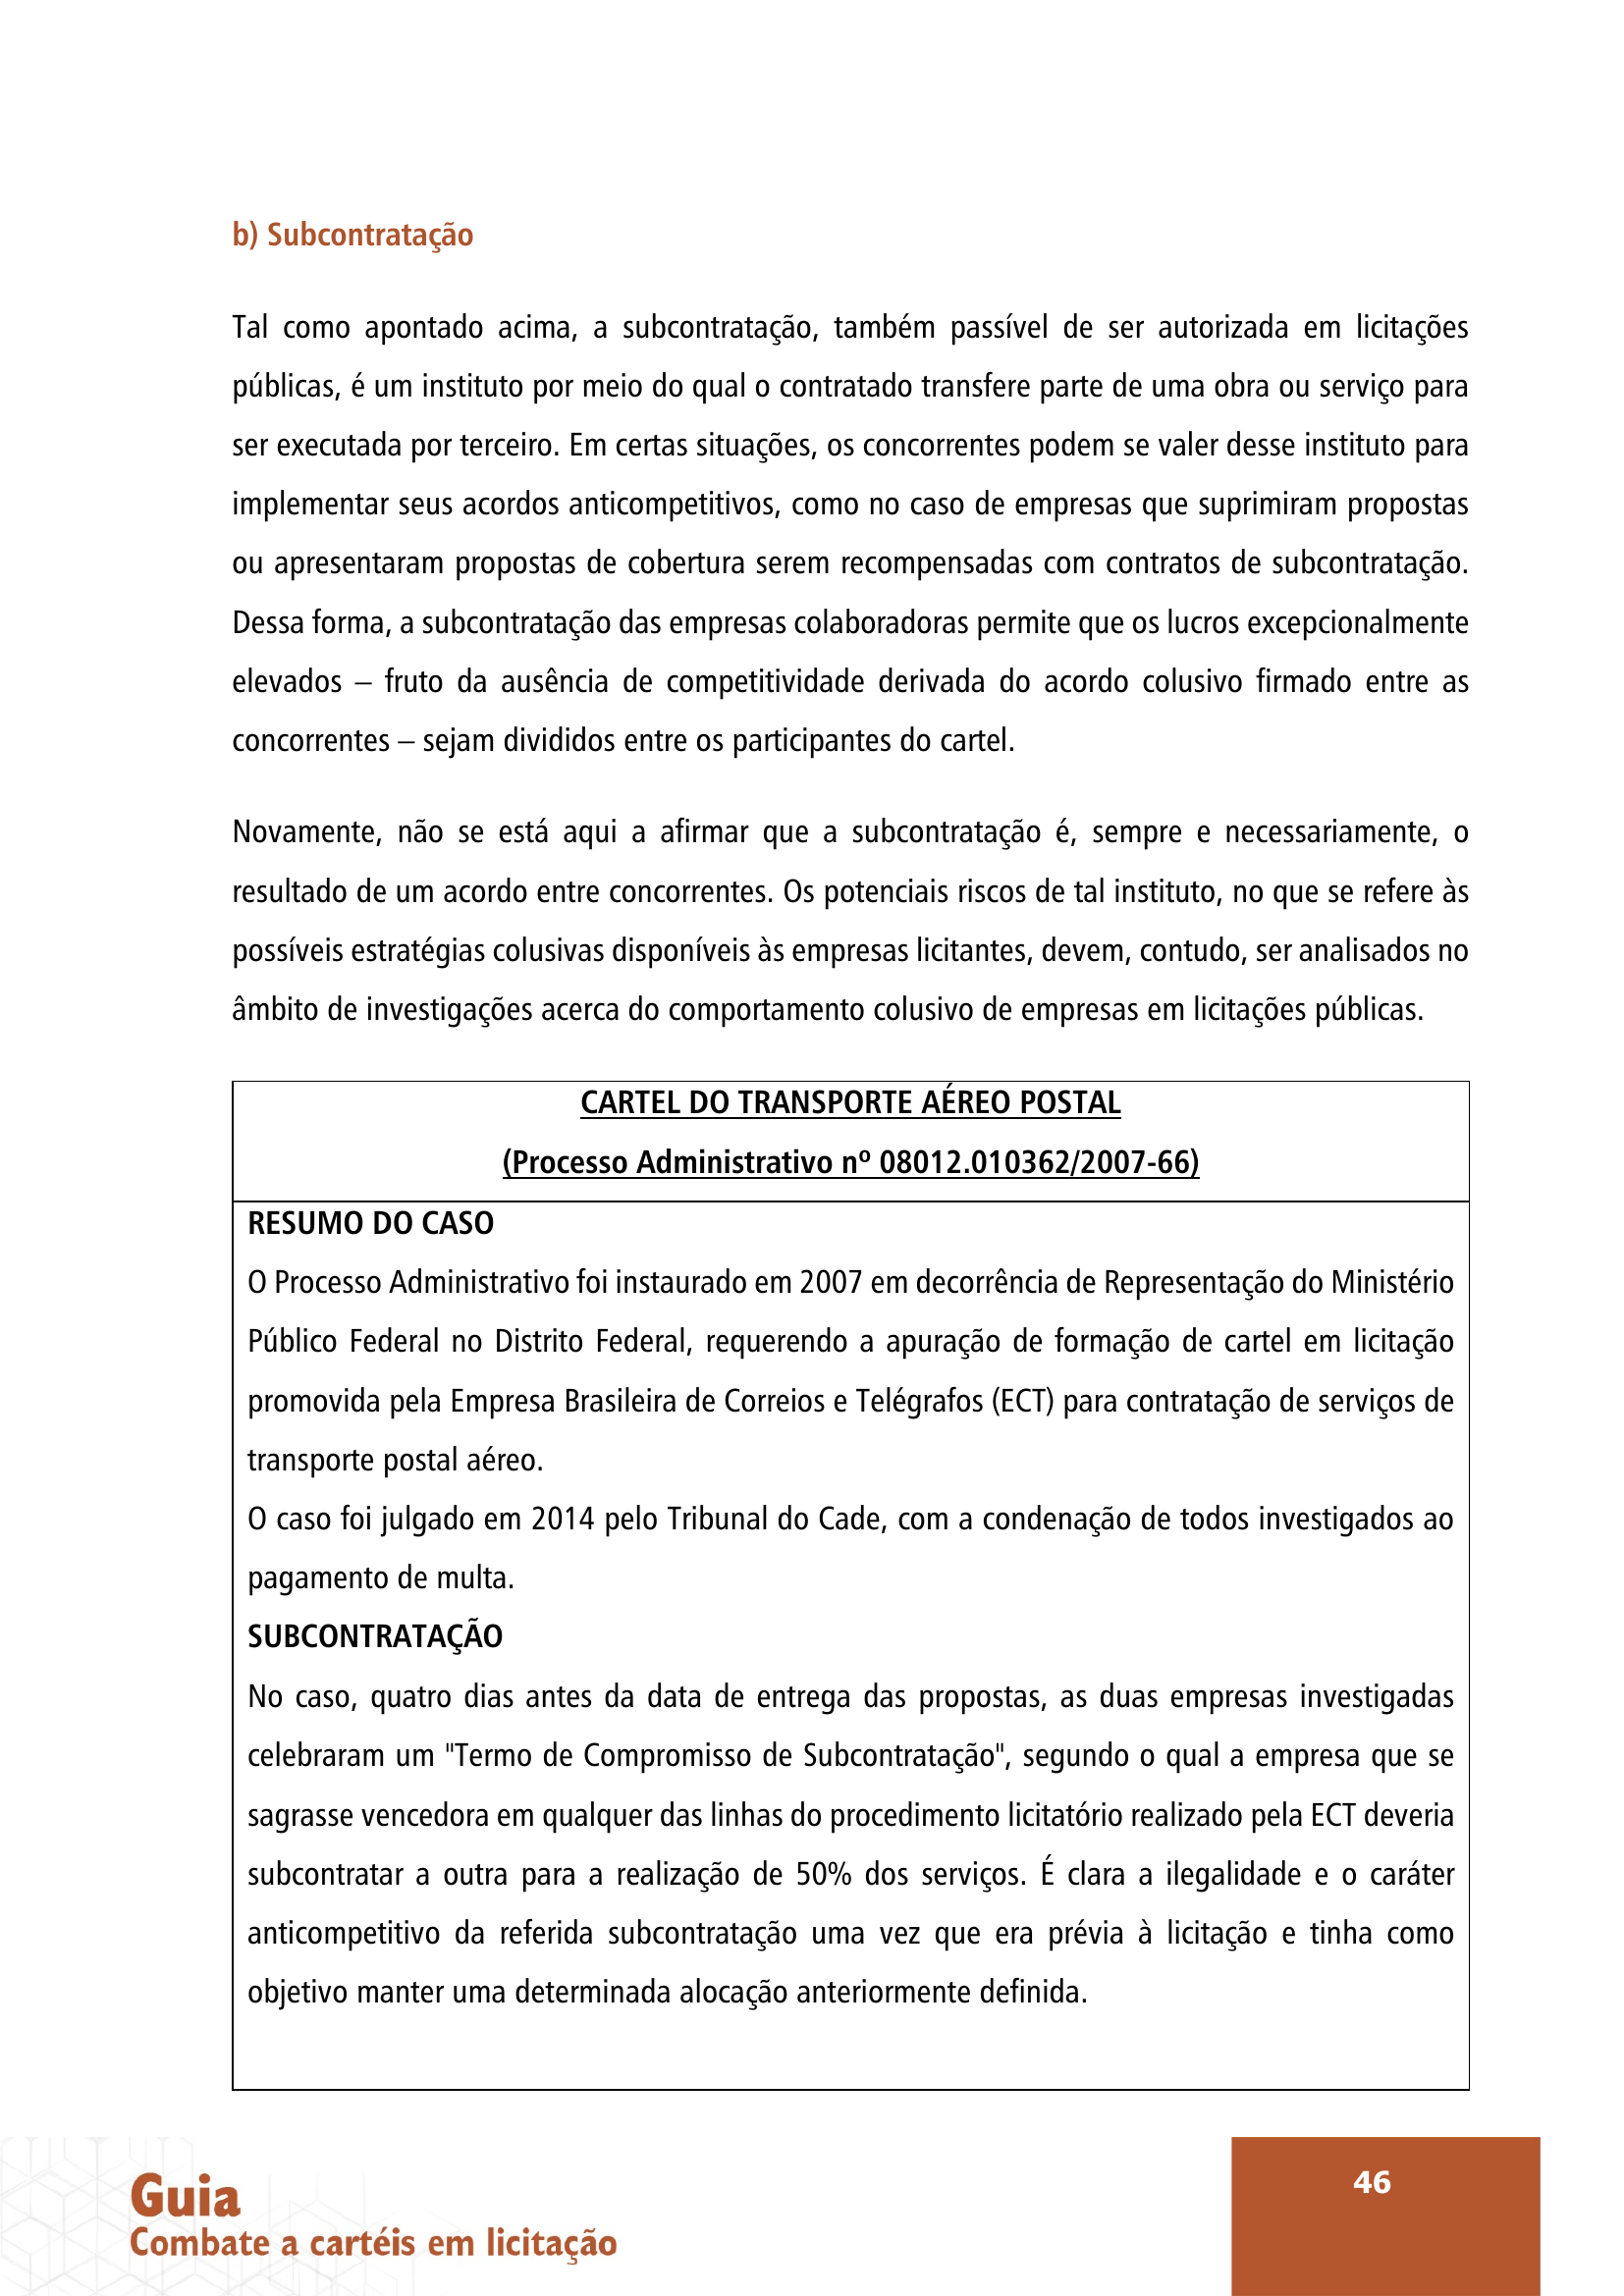 b) Subcontratação
Tal como apontado acima, a subcontratação, também passível de ser autorizada em licitações
públicas, é um instituto por meio do qual o contratado transfere parte de uma obra ou serviço para
ser executada por terceiro. Em certas situações, os concorrentes podem se valer desse instituto para
implementar seus acordos anticompetitivos, como no caso de empresas que suprimiram propostas
ou apresentaram propostas de cobertura serem recompensadas com contratos de subcontratação.
Dessa forma, a subcontratação das empresas colaboradoras permite que os lucros excepcionalmente
elevados – fruto da ausência de competitividade derivada do acordo colusivo firmado entre as
concorrentes – sejam divididos entre os participantes do cartel.
Novamente, não se está aqui a afirmar que a subcontratação é, sempre e necessariamente, o
resultado de um acordo entre concorrentes. Os potenciais riscos de tal instituto, no que se refere às
possíveis estratégias colusivas disponíveis às empresas licitantes, devem, contudo, ser analisados no
âmbito de investigações acerca do comportamento colusivo de empresas em licitações públicas.
CARTEL DO TRANSPORTE AÉREO POSTAL
(Processo Administrativo nº 08012.010362/2007-66)
RESUMO DO CASO
O Processo Administrativo foi instaurado em 2007 em decorrência de Representação do Ministério
Público Federal no Distrito Federal, requerendo a apuração de formação de cartel em licitação
promovida pela Empresa Brasileira de Correios e Telégrafos (ECT) para contratação de serviços de
transporte postal aéreo.
O caso foi julgado em 2014 pelo Tribunal do Cade, com a condenação de todos investigados ao
pagamento de multa.
SUBCONTRATAÇÃO
No caso, quatro dias antes da data de entrega das propostas, as duas empresas investigadas
celebraram um "Termo de Compromisso de Subcontratação", segundo o qual a empresa que se
sagrasse vencedora em qualquer das linhas do procedimento licitatório realizado pela ECT deveria
subcontratar a outra para a realização de 50% dos serviços. É clara a ilegalidade e o caráter
anticompetitivo da referida subcontratação uma vez que era prévia à licitação e tinha como
objetivo manter uma determinada alocação anteriormente definida.
Guia
Combate a cartéis em licitação
46